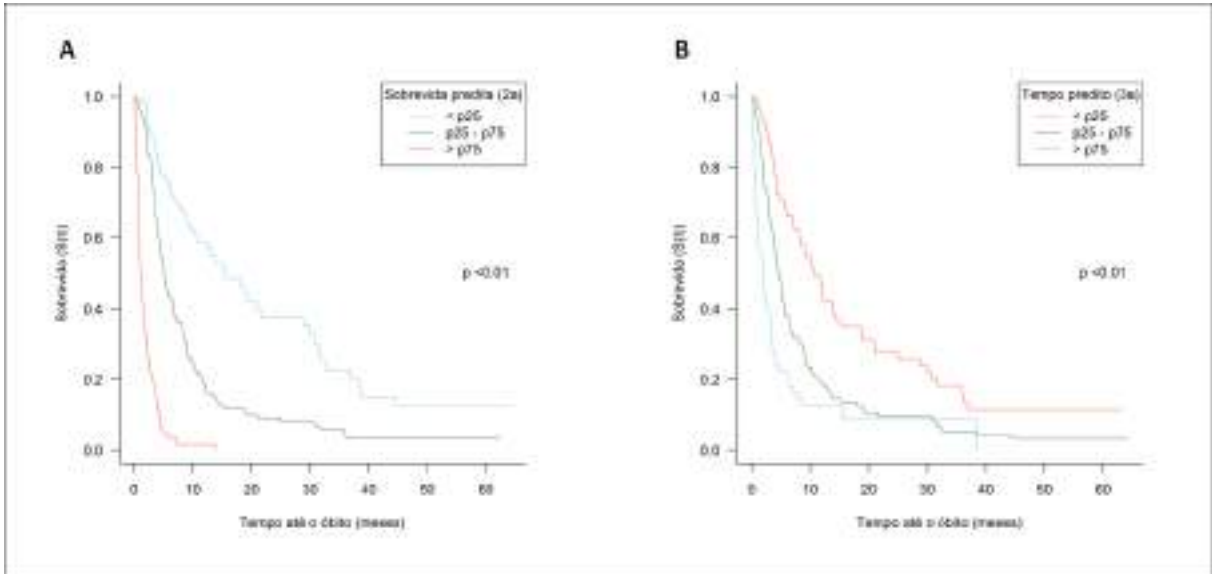 A
Sobrevida predita (2a)
< p25
p25 - p75
> p75
1.0
0.8
0.6
0.4
0.2
0.0
Sobrevida (S(t))
p <0.01
0 10 20 30 40 50 60
Tempo até o óbito (meses)
B
Tempo predito (3a)
< p25
p25 - p75
> p75
1.0
0.8
0.6
0.4
0.2
0.0
Sobrevida (S(t))
p <0.01
0 10 20 30 40 50 60
Tempo até o óbito (meses)